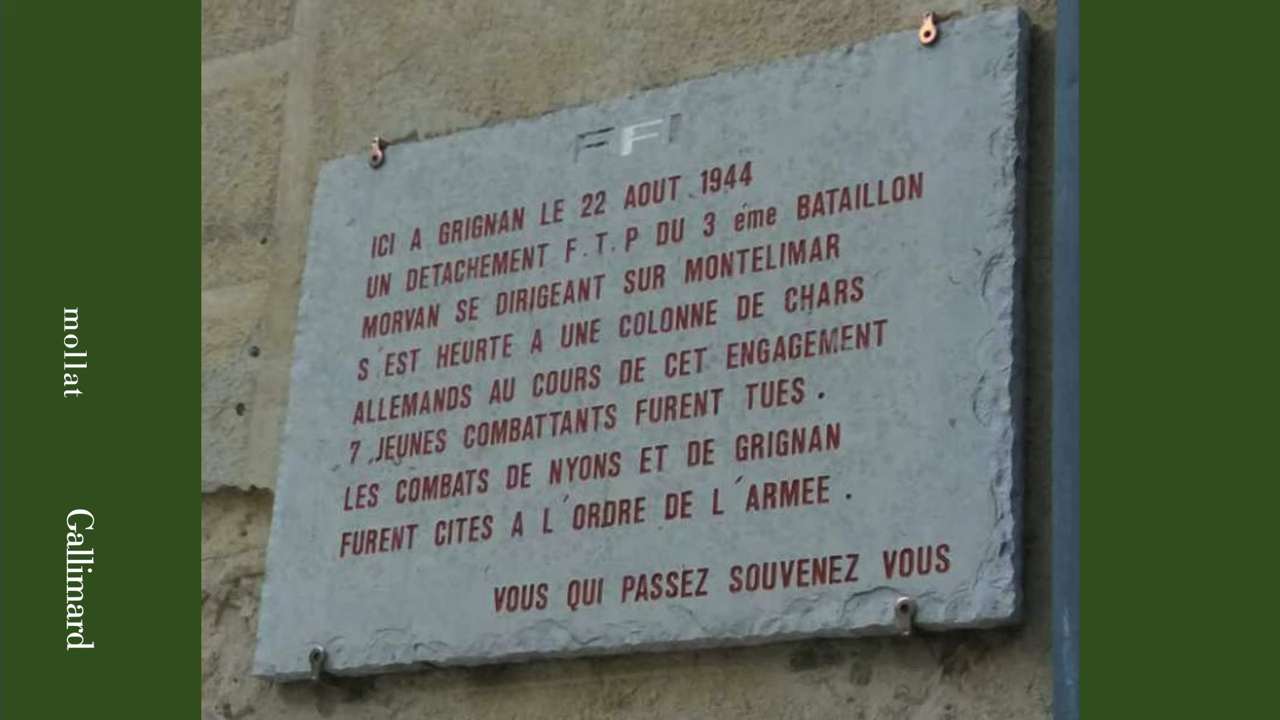 FFI
ICI A GRIGNAN LE 22 AOUT 1944
UN DETACHEMENT F.T.P DU 3 éme BATAILLON
MORVAN SE DIRIGEANT SUR MONTELIMAR
S'EST HEURTE A UNE COLONNE DE CHARS
ALLEMANDS AU COURS DE CET ENGAGEMENT
7 JEUNES COMBATTANTS FURENT TUES .
LES COMBATS DE NYONS ET DE GRIGNAN
FURENT CITES A L'ORDRE DE L'ARMEE .
VOUS QUI PASSEZ SOUVENEZ VOUS
mollat
Gallimard